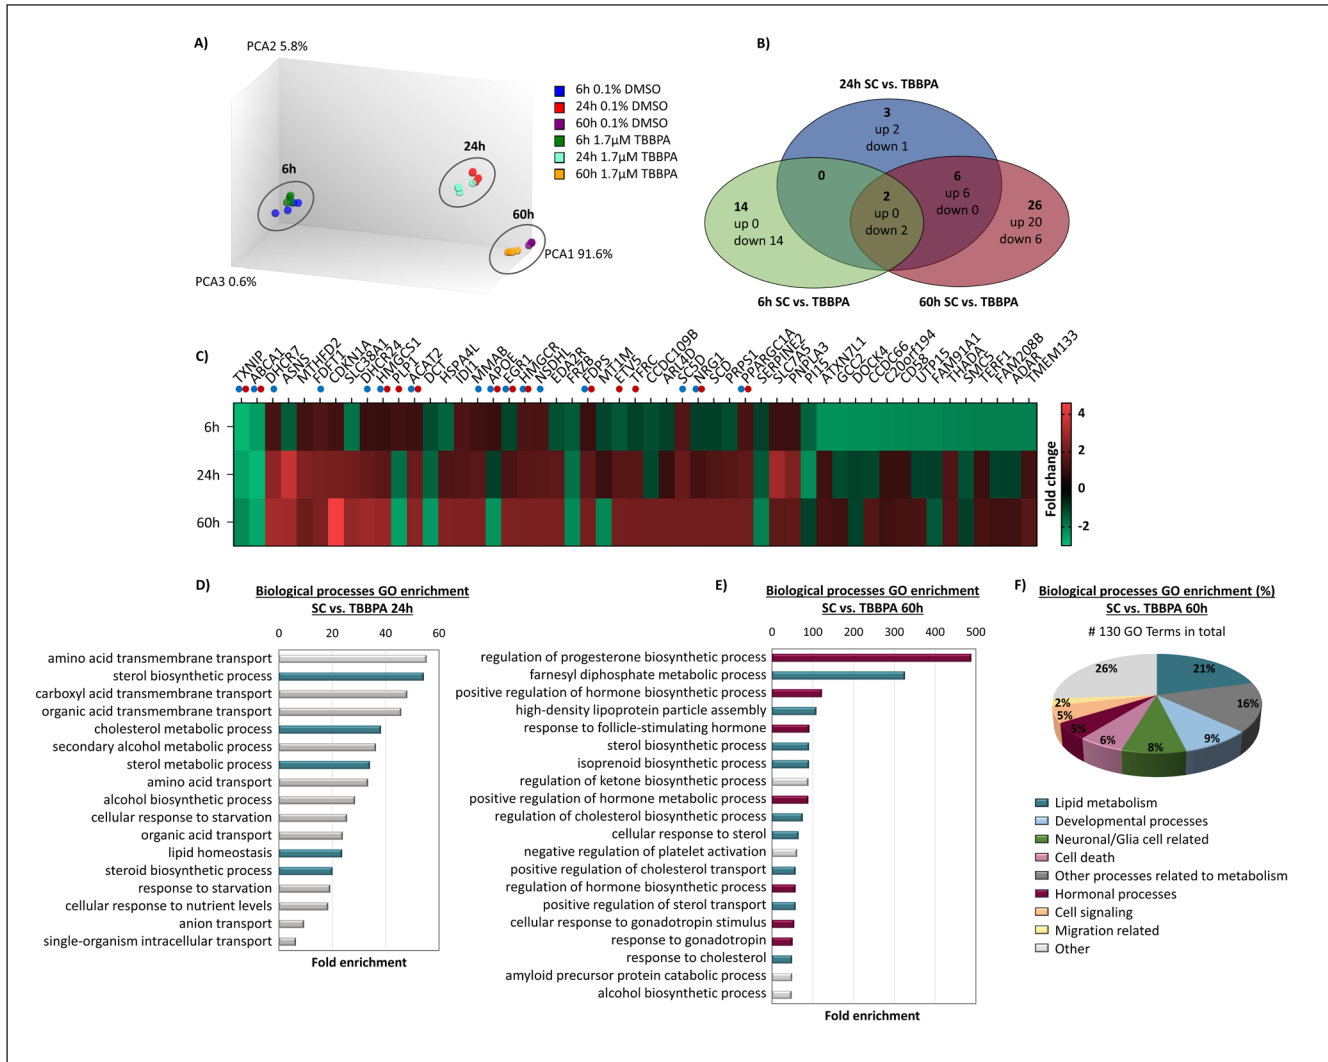 A)
PCA2 5.8%
6h
24h
60h
PCA1 91.6%
PCA3 0.6%
6h 0.1% DMSO
24h 0.1% DMSO
60h 0.1% DMSO
6h 1.7µM TBBPA
24h 1.7µM TBBPA
60h 1.7µM TBBPA
B)
24h SC vs. TBBPA
3
up 2
down 1
0
6
up 6
down 0
2
up 0
down 2
14
up 0
down 14
26
up 20
down 6
6h SC vs. TBBPA
60h SC vs. TBBPA
C)
TXNIP
ABCA1
DHCR7
ASNS
MTHFD2
FDFT1
CDKN1A
SLC38A1
DHCR24
HMGCS1
PLP1
ACAT2
DCT
HSPA4L
IDI1
MMAB
APOE
EGR1
HMGCR
NSDHL
EDA2R
FRZB
FDPS
MT1M
ETV5
TFRC
CCDC109B
ARL4D
SC5D
NRG1
SCD
PRPS1
PPARGC1A
SERPINE2
SLC7A5
PNPLA3
PI15
ATXN7L1
GCC2
DOCK4
CCDC66
C20orf194
CD38
UTP15
FAM91A1
THADA
SMC5
TERF1
FAM208B
ADAR
TMEM133
6h
24h
60h
Fold change
4
2
0
-2
D)
Biological processes GO enrichment
SC vs. TBBPA 24h
0 20 40 60
amino acid transmembrane transport
sterol biosynthetic process
carboxyl acid transmembrane transport
organic acid transmembrane transport
cholesterol metabolic process
secondary alcohol metabolic process
sterol metabolic process
amino acid transport
alcohol biosynthetic process
cellular response to starvation
organic acid transport
lipid homeostasis
steroid biosynthetic process
response to starvation
cellular response to nutrient levels
anion transport
single-organism intracellular transport
Fold enrichment
E)
Biological processes GO enrichment
SC vs. TBBPA 60h
0 100 200 300 400 500
regulation of progesterone biosynthetic process
farnesyl diphosphate metabolic process
positive regulation of hormone biosynthetic process
high-density lipoprotein particle assembly
response to follicle-stimulating hormone
sterol biosynthetic process
isoprenoid biosynthetic process
regulation of ketone biosynthetic process
positive regulation of hormone metabolic process
regulation of cholesterol biosynthetic process
cellular response to sterol
negative regulation of platelet activation
positive regulation of cholesterol transport
regulation of hormone biosynthetic process
positive regulation of sterol transport
cellular response to gonadotropin stimulus
response to gonadotropin
response to cholesterol
amyloid precursor protein catabolic process
alcohol biosynthetic process
Fold enrichment
F)
Biological processes GO enrichment (%)
SC vs. TBBPA 60h
# 130 GO Terms in total
26%
21%
16%
9%
8%
6%
5%
5%
2%
Lipid metabolism
Developmental processes
Neuronal/Glia cell related
Cell death
Other processes related to metabolism
Hormonal processes
Cell signaling
Migration related
Other